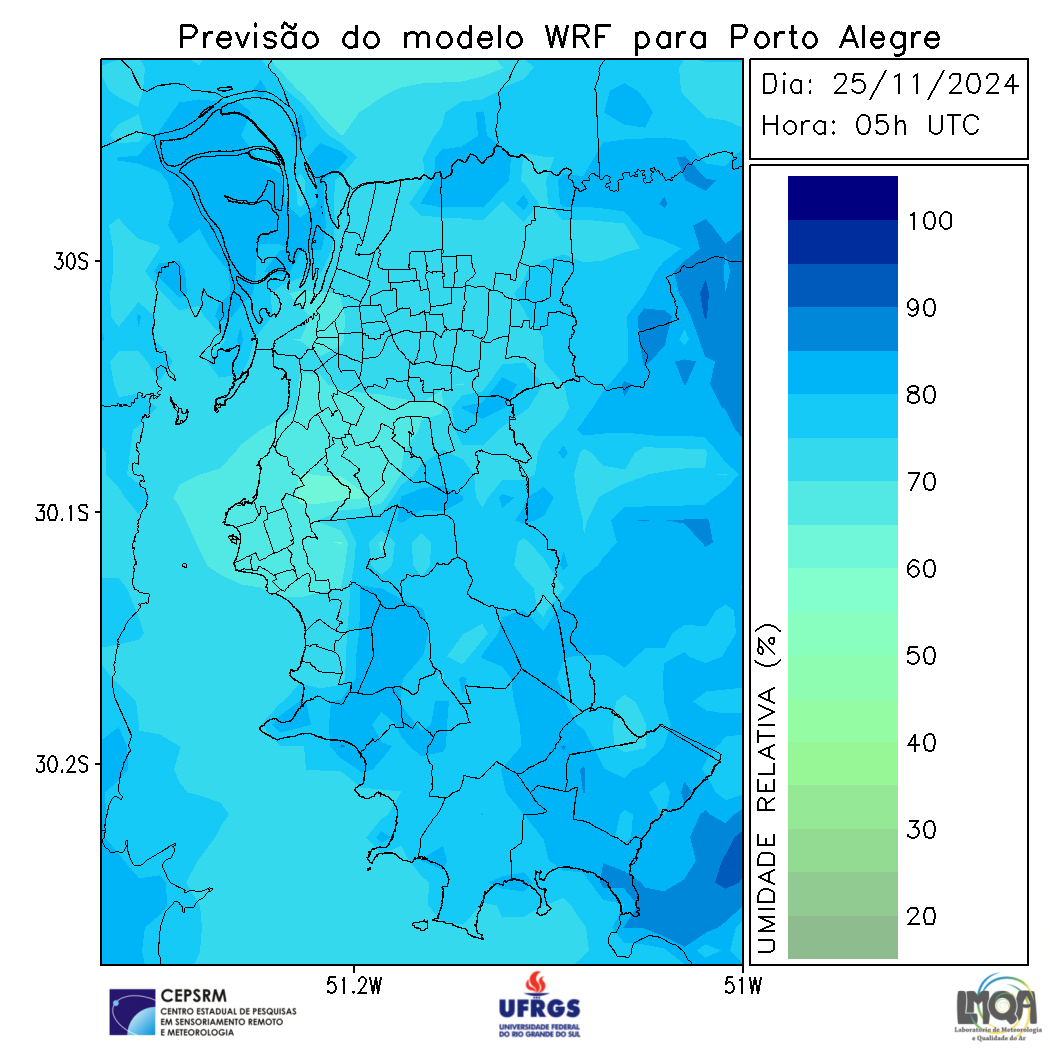 Previsão do modelo WRF para Porto Alegre
Dia: 25/11/2024
Hora: 05h UTC
100
90
80
70
60
50
40
30
20
UMIDADE RELATIVA (%)
30S
30.1S
30.2S
51.2W
51W
CEPSRM
CENTRO ESTADUAL DE PESQUISAS
EM SENSORIAMENTO REMOTO
E METEOROLOGIA
UFRGS
UNIVERSIDADE FEDERAL
DO RIO GRANDE DO SUL
LMQA
Laboratório de Meteorologia
e Qualidade do Ar